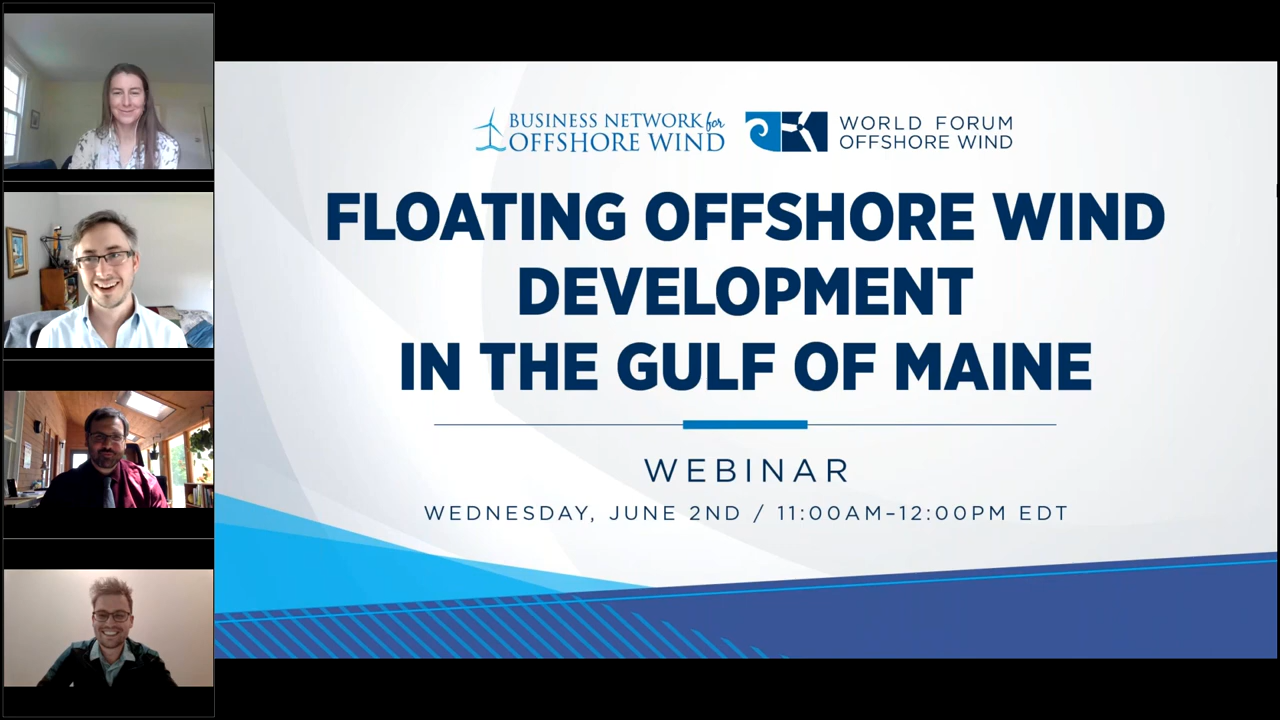 BUSINESS NETWORK for
OFFSHORE WIND
WORLD FORUM
OFFSHORE WIND
FLOATING OFFSHORE WIND
DEVELOPMENT
IN THE GULF OF MAINE
WEBINAR
WEDNESDAY, JUNE 2ND / 11:00AM–12:00PM EDT